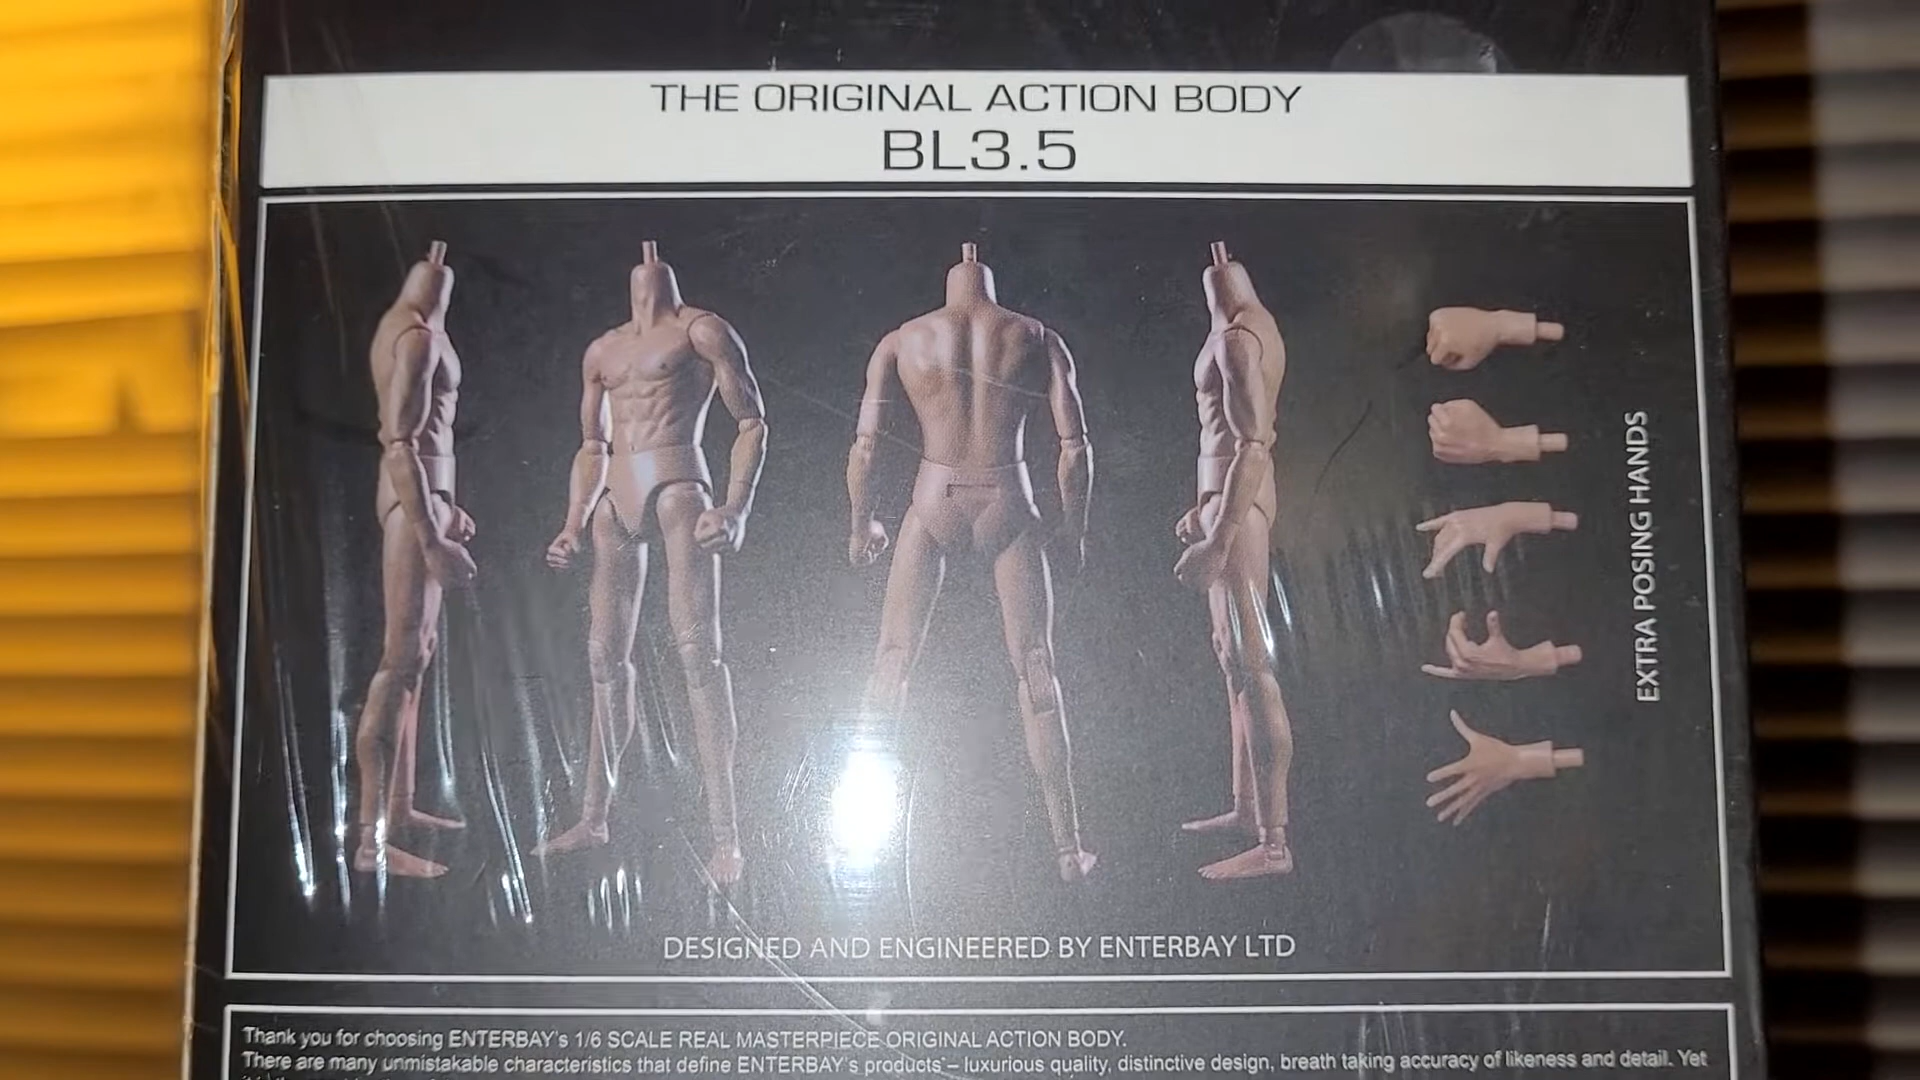 THE ORIGINAL ACTION BODY
BL3.5
EXTRA POSING HANDS
DESIGNED AND ENGINEERED BY ENTERBAY LTD
Thank you for choosing ENTERBAY's 1/6 SCALE REAL MASTERPIECE ORIGINAL ACTION BODY.
There are many unmistakable characteristics that define ENTERBAY's products – luxurious quality, distinctive design, breath taking accuracy of likeness and detail. Yet